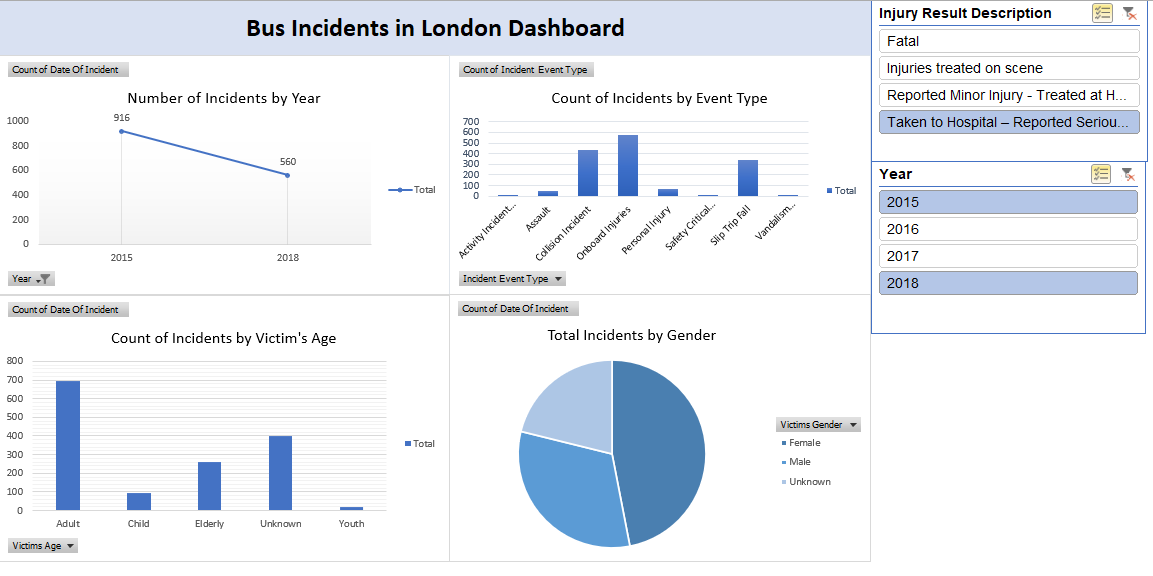 Bus Incidents in London Dashboard
Count of Date Of Incident
Number of Incidents by Year
1000
800
600
400
200
0
916
560
2015
2018
Total
Year
Count of Incident Event Type
Count of Incidents by Event Type
700
600
500
400
300
200
100
0
Activity Incident...
Assault
Collision Incident
Onboard Injuries
Personal Injury
Safety Critical...
Slip Trip Fall
Vandalism...
Total
Incident Event Type
Count of Date Of Incident
Count of Incidents by Victim's Age
800
700
600
500
400
300
200
100
0
Adult
Child
Elderly
Unknown
Youth
Total
Victims Age
Count of Date Of Incident
Total Incidents by Gender
Victims Gender
Female
Male
Unknown
Injury Result Description
Fatal
Injuries treated on scene
Reported Minor Injury - Treated at H...
Taken to Hospital – Reported Seriou...
Year
2015
2016
2017
2018